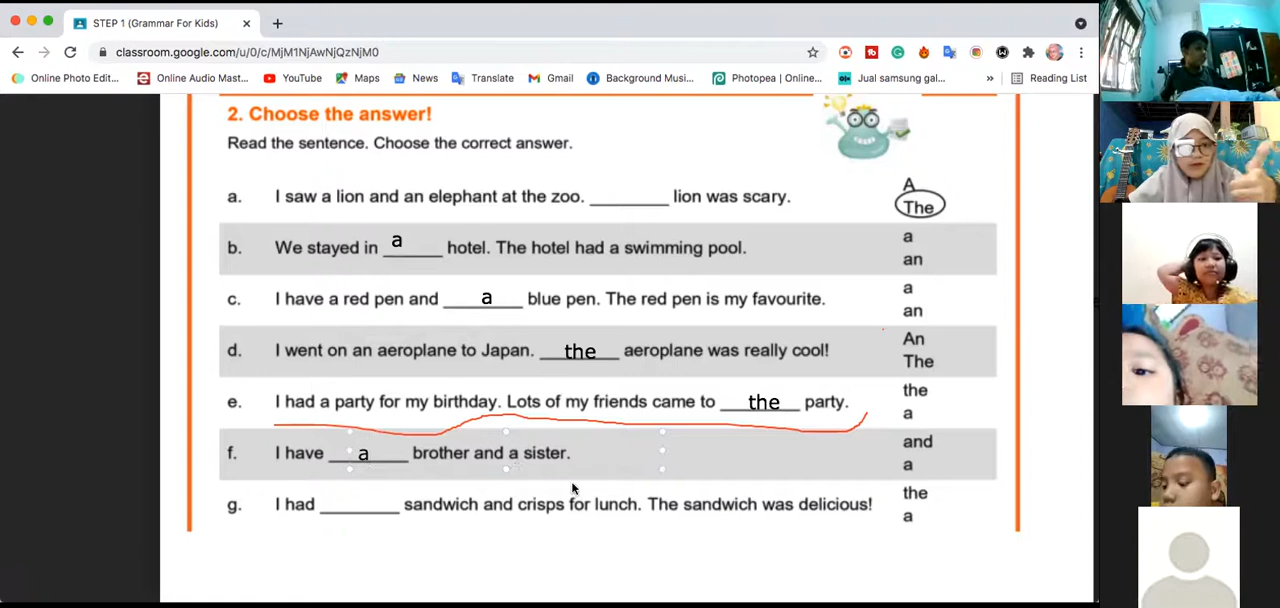 STEP 1 (Grammar For Kids)
classroom.google.com/u/0/c/MjM1NjAwNjQzNjM0
Online Photo Edit... Online Audio Mast... YouTube Maps News Translate Gmail Background Musi... Photopea | Online... Jual samsung gal... » Reading List
2. Choose the answer!
Read the sentence. Choose the correct answer.
a. I saw a lion and an elephant at the zoo. ________ lion was scary. A The
b. We stayed in a hotel. The hotel had a swimming pool. a an
c. I have a red pen and a blue pen. The red pen is my favourite. a an
d. I went on an aeroplane to Japan. the aeroplane was really cool! An The
e. I had a party for my birthday. Lots of my friends came to the party. the a
f. I have a brother and a sister. and a
g. I had ________ sandwich and crisps for lunch. The sandwich was delicious! the a